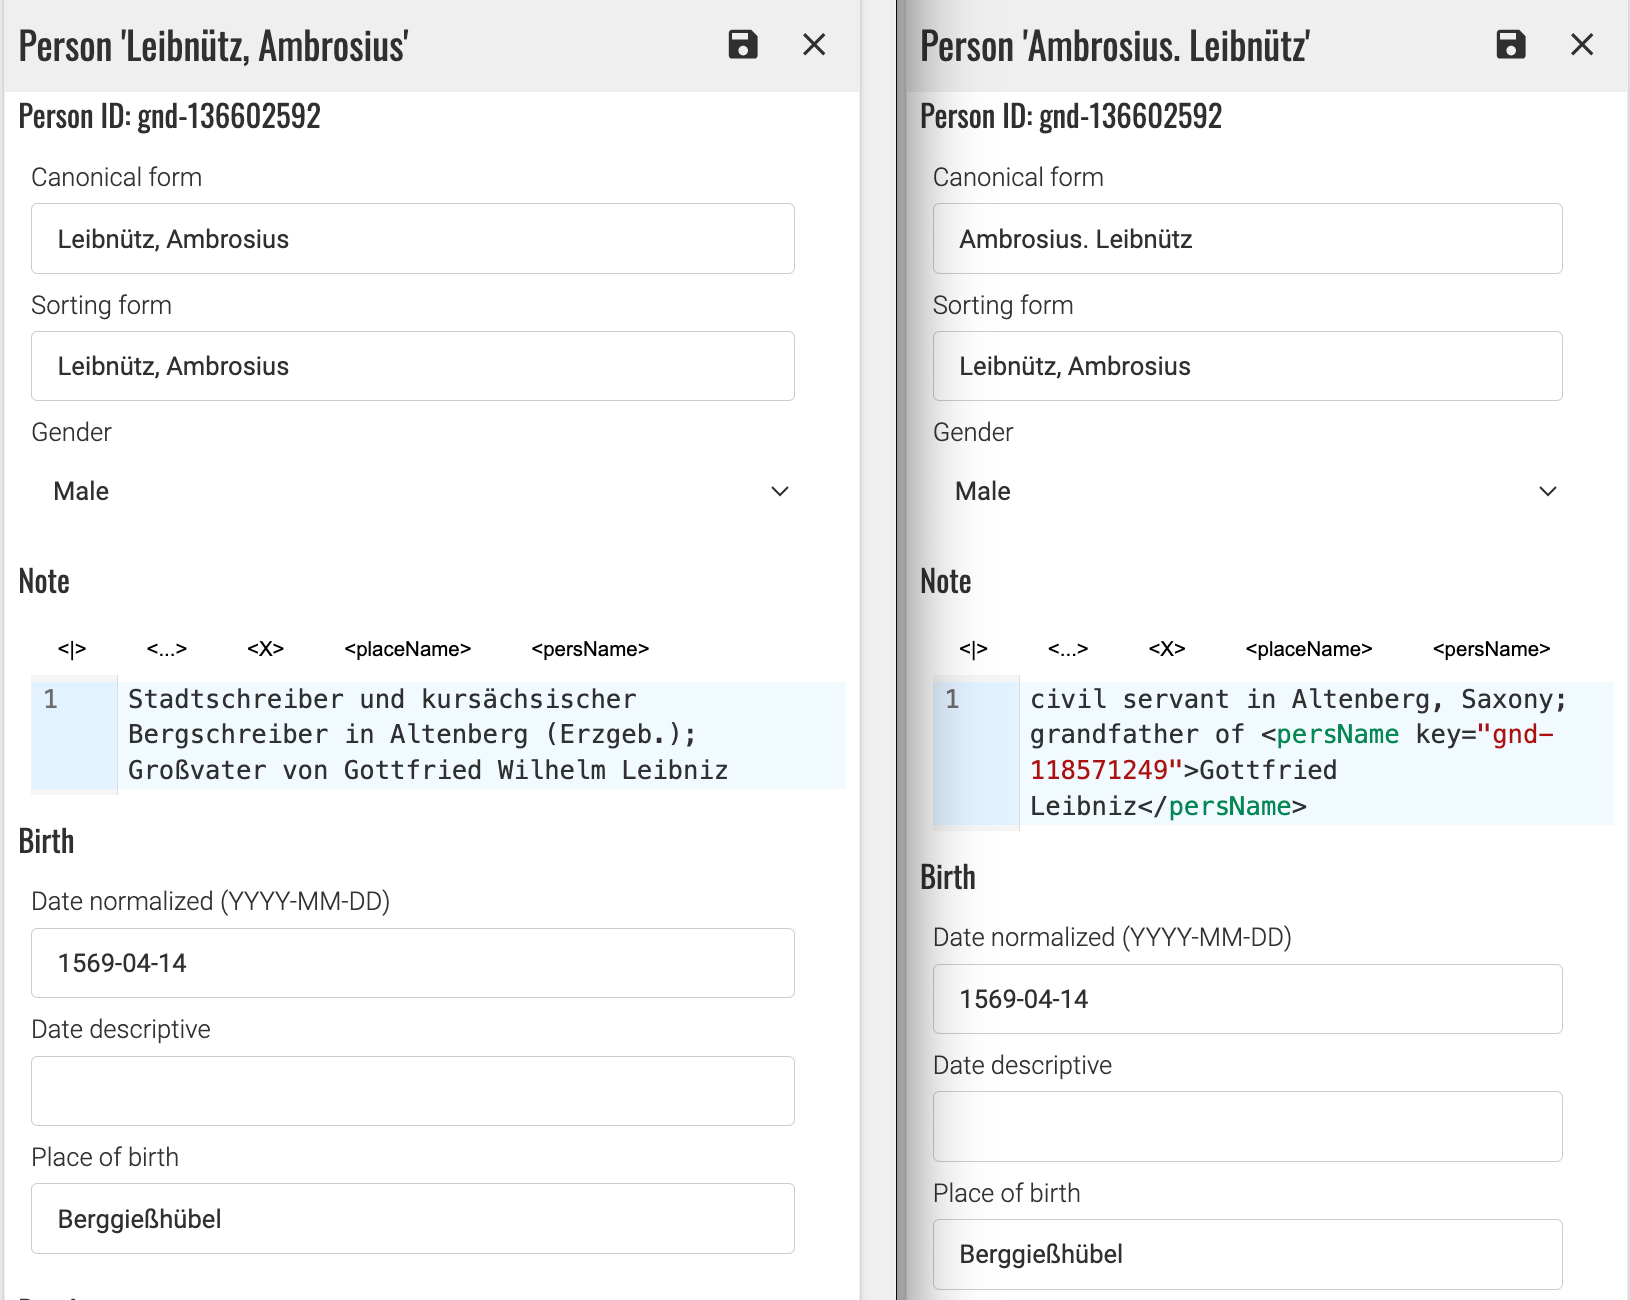 Person 'Leibnütz, Ambrosius'
Person ID: gnd-136602592
Canonical form
Leibnütz, Ambrosius
Sorting form
Leibnütz, Ambrosius
Gender
Male
Note
<|> <...> <X> <placeName> <persName>
1 Stadtschreiber und kursächsischer
Bergschreiber in Altenberg (Erzgeb.);
Großvater von Gottfried Wilhelm Leibniz
Birth
Date normalized (YYYY-MM-DD)
1569-04-14
Date descriptive
Place of birth
Berggießhübel
Person 'Ambrosius. Leibnütz'
Person ID: gnd-136602592
Canonical form
Ambrosius. Leibnütz
Sorting form
Leibnütz, Ambrosius
Gender
Male
Note
<|> <...> <X> <placeName> <persName>
1 civil servant in Altenberg, Saxony;
grandfather of <persName key="gnd-
118571249">Gottfried
Leibniz</persName>
Birth
Date normalized (YYYY-MM-DD)
1569-04-14
Date descriptive
Place of birth
Berggießhübel